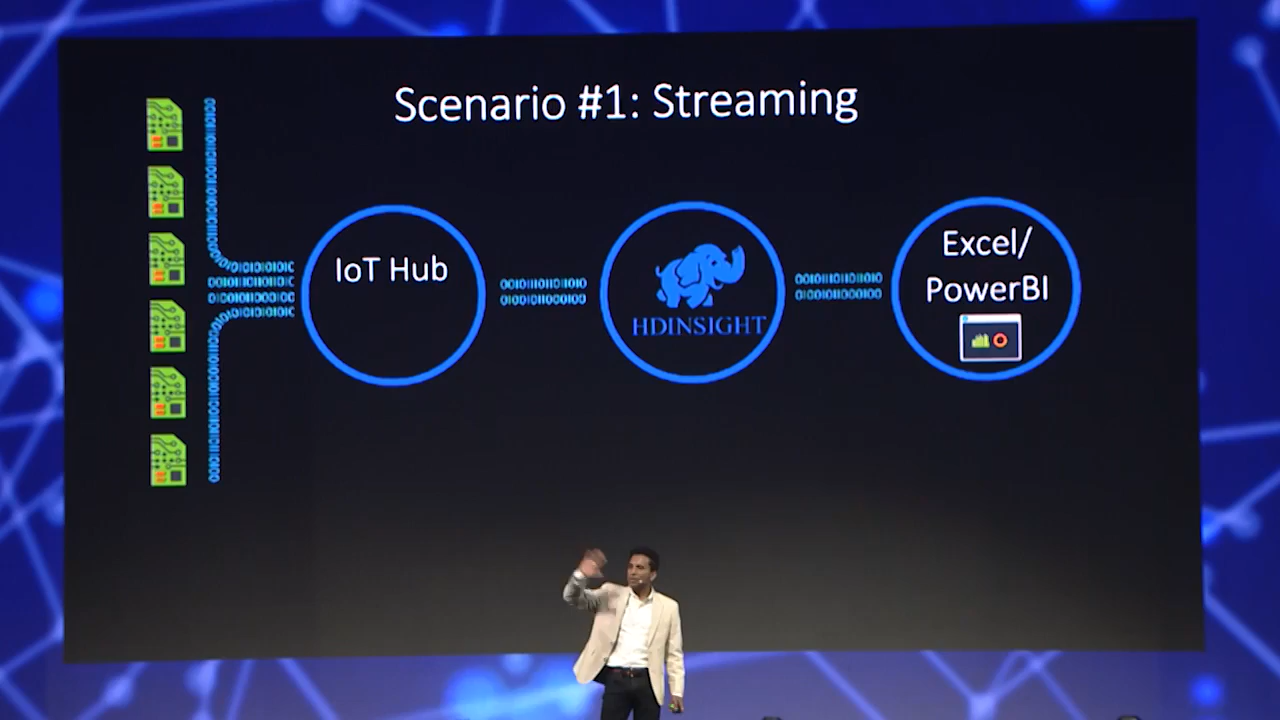 Scenario #1: Streaming
IoT Hub
HDINSIGHT
Excel/
PowerBI